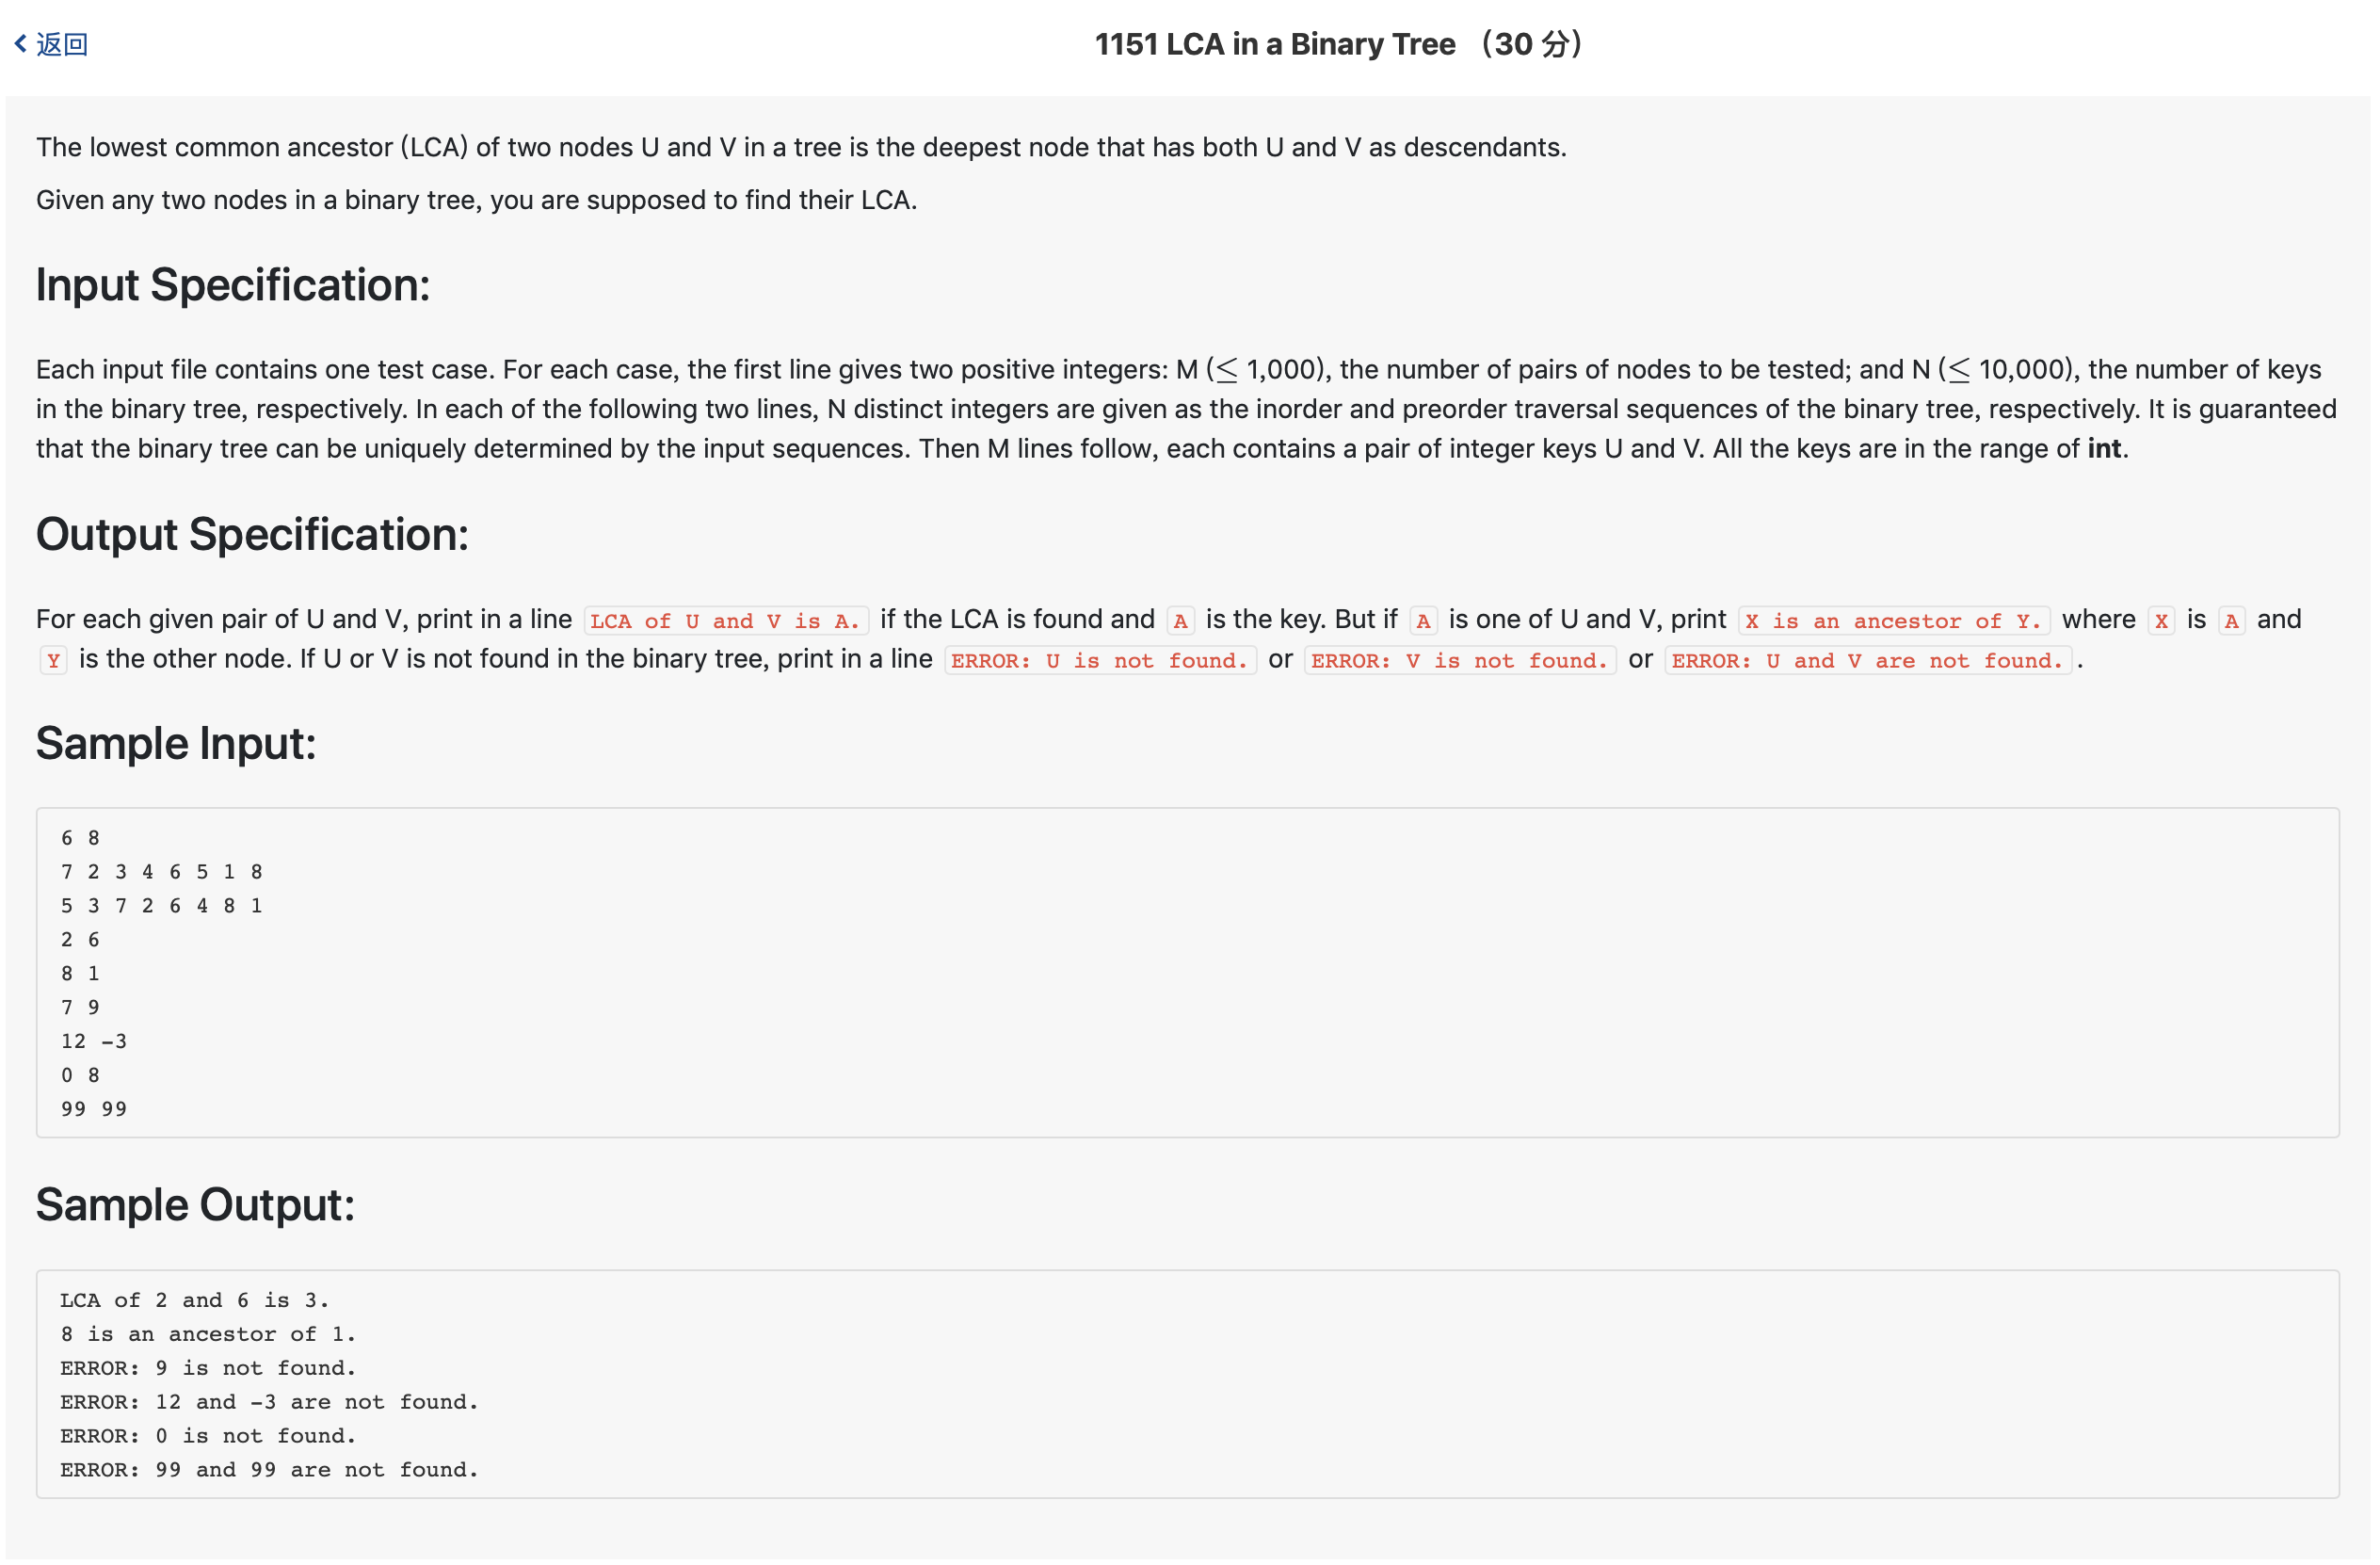 返回
1151 LCA in a Binary Tree （30 分）
The lowest common ancestor (LCA) of two nodes U and V in a tree is the deepest node that has both U and V as descendants.
Given any two nodes in a binary tree, you are supposed to find their LCA.
Input Specification:
Each input file contains one test case. For each case, the first line gives two positive integers: M (≤ 1,000), the number of pairs of nodes to be tested; and N (≤ 10,000), the number of keys
in the binary tree, respectively. In each of the following two lines, N distinct integers are given as the inorder and preorder traversal sequences of the binary tree, respectively. It is guaranteed
that the binary tree can be uniquely determined by the input sequences. Then M lines follow, each contains a pair of integer keys U and V. All the keys are in the range of int.
Output Specification:
For each given pair of U and V, print in a line LCA of U and V is A. if the LCA is found and A is the key. But if A is one of U and V, print X is an ancestor of Y. where X is A and
Y is the other node. If U or V is not found in the binary tree, print in a line ERROR: U is not found. or ERROR: V is not found. or ERROR: U and V are not found. .
Sample Input:
6 8
7 2 3 4 6 5 1 8
5 3 7 2 6 4 8 1
2 6
8 1
7 9
12 -3
0 8
99 99
Sample Output:
LCA of 2 and 6 is 3.
8 is an ancestor of 1.
ERROR: 9 is not found.
ERROR: 12 and -3 are not found.
ERROR: 0 is not found.
ERROR: 99 and 99 are not found.